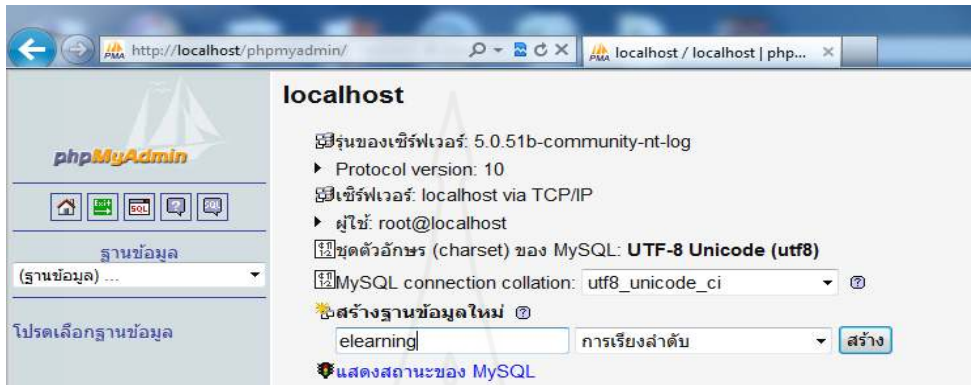 http://localhost/phpmyadmin/
localhost / localhost | php...
phpMyAdmin
ฐานข้อมูล
(ฐานข้อมูล) ...
โปรดเลือกฐานข้อมูล
localhost
รุ่นของเซิร์ฟเวอร์: 5.0.51b-community-nt-log
Protocol version: 10
เซิร์ฟเวอร์: localhost via TCP/IP
ผู้ใช้: root@localhost
ชุดตัวอักษร (charset) ของ MySQL: UTF-8 Unicode (utf8)
MySQL connection collation: utf8_unicode_ci
สร้างฐานข้อมูลใหม่
elearning การเรียงลำดับ สร้าง
แสดงสถานะของ MySQL